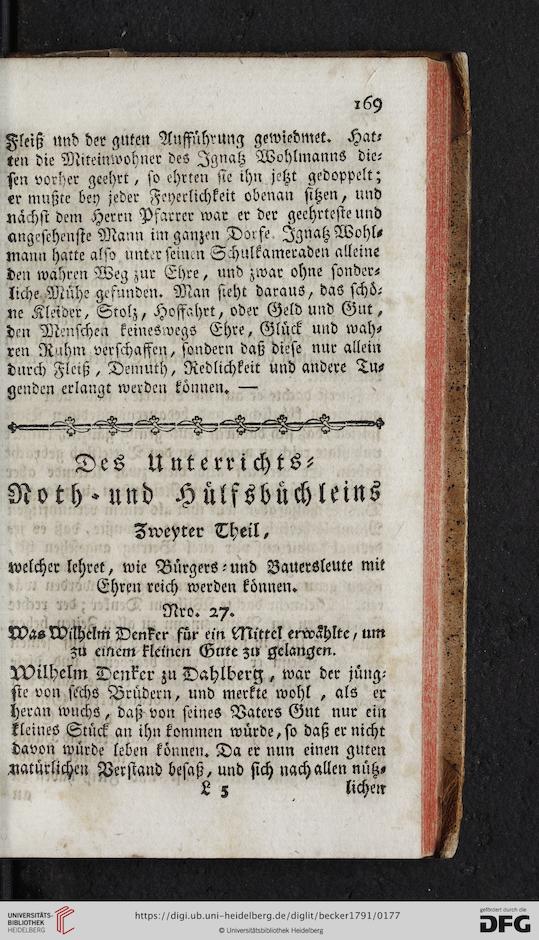 169
Fleiß und der guten Aufführung gewiedmet. Hat-
ten die Miteinwohner des Ignatz Wohlmanns die-
sen vorher geehrt, so ehrten sie ihn jetzt gedoppelt;
er mußte bey jeder Feyerlichkeit obenan sitzen, und
nächst dem Herrn Pfarrer war er der geehrteste und
angesehenste Mann im ganzen Dorfe. Ignatz Wohl-
mann hatte also unter seinen Schulkameraden alleine
den wahren Weg zur Ehre, und zwar ohne sonder-
liche Mühe gefunden. Man sieht daraus, das schö-
ne Kleider, Stolz, Hoffahrt, oder Geld und Gut,
den Menschen keineswegs Ehre, Glück und wah-
ren Ruhm verschaffen, sondern daß diese nur allein
durch Fleiß, Demuth, Redlichkeit und andere Tu-
genden erlangt werden können. —
Des Unterrichts-
Noth- und Hülfsbüchleins
Zweyter Theil,
welcher lehret, wie Bürgers- und Bauersleute mit
Ehren reich werden können.
Nro. 27.
Was Wilhelm Denker für ein Mittel erwählte, um
zu einem kleinen Gute zu gelangen.
Wilhelm Denker zu Dahlberg, war der jüng-
ste von sechs Brüdern, und merkte wohl, als er
heran wuchs, daß von seines Vaters Gut nur ein
kleines Stück an ihn kommen würde, so daß er nicht
davon würde leben können. Da er nun einen guten
natürlichen Verstand besaß, und sich nach allen nütz-
L 5 lichen
UNIVERSITÄTS-
BIBLIOTHEK
HEIDELBERG
https://digi.ub.uni-heidelberg.de/diglit/becker1791/0177
© Universitätsbibliothek Heidelberg
gefördert durch die
DFG